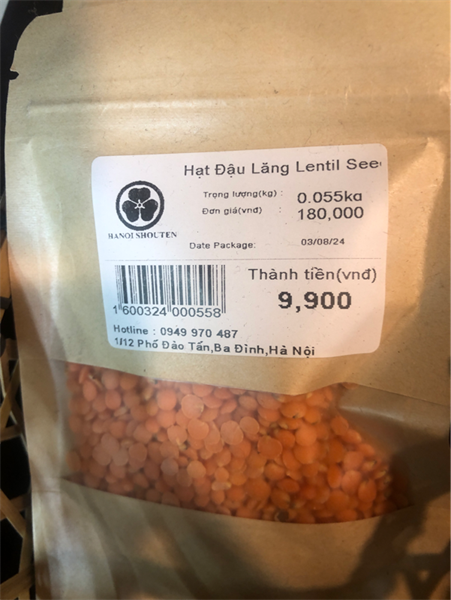 Hạt Đậu Lăng Lentil See
HANOI SHOUTEN
Trọng lượng(kg) : 0.055kg
Đơn giá(vnđ) : 180,000
Date Package: 03/08/24
Thành tiền(vnđ)
9,900
1 600324 000558
Hotline : 0949 970 487
1/12 Phố Đào Tấn,Ba Đình,Hà Nội